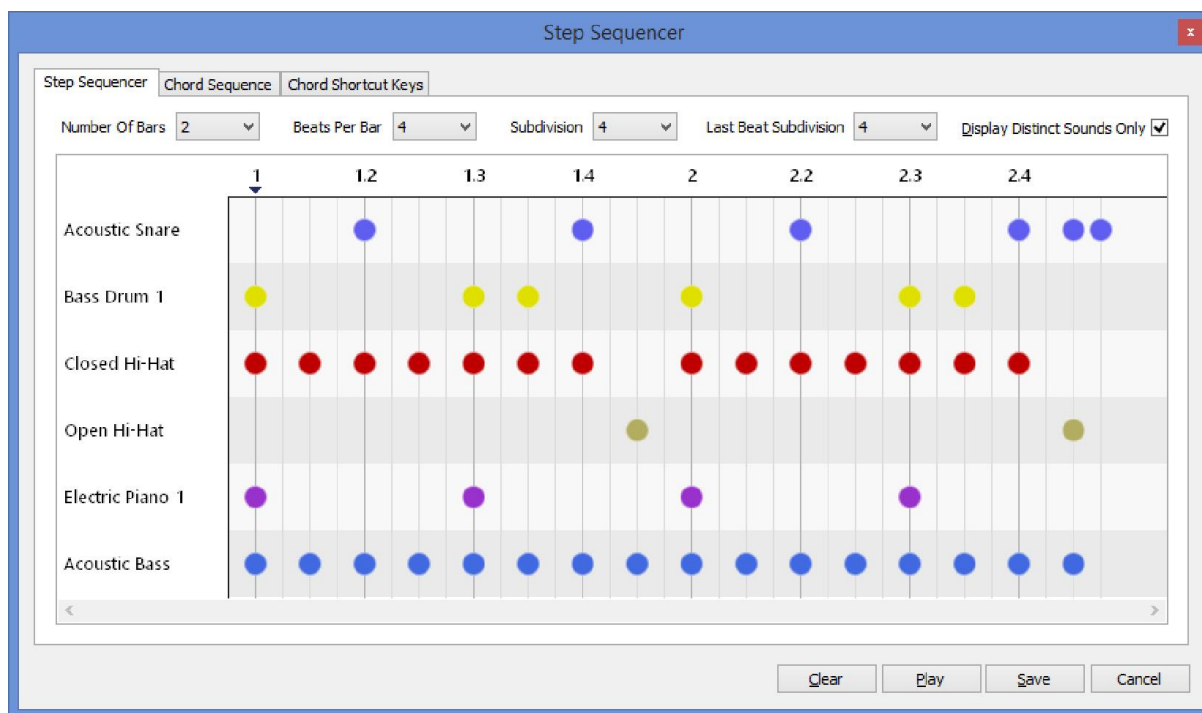 Step Sequencer
x
Step Sequencer Chord Sequence Chord Shortcut Keys
Number Of Bars 2 Beats Per Bar 4 Subdivision 4 Last Beat Subdivision 4 Display Distinct Sounds Only
1 1.2 1.3 1.4 2 2.2 2.3 2.4
Acoustic Snare
Bass Drum 1
Closed Hi-Hat
Open Hi-Hat
Electric Piano 1
Acoustic Bass
Clear Play Save Cancel